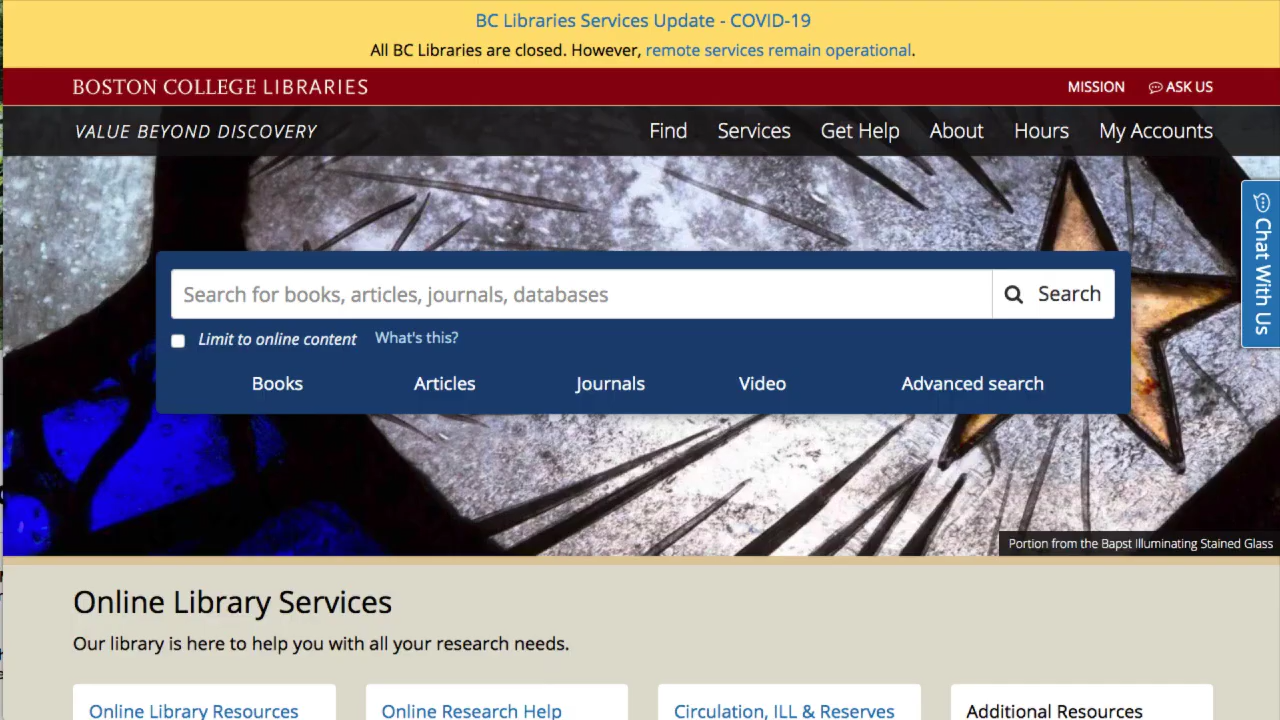 BC Libraries Services Update - COVID-19
All BC Libraries are closed. However, remote services remain operational.
BOSTON COLLEGE LIBRARIES
MISSION
ASK US
VALUE BEYOND DISCOVERY
Find
Services
Get Help
About
Hours
My Accounts
Chat With Us
Search for books, articles, journals, databases
Search
Limit to online content
What's this?
Books
Articles
Journals
Video
Advanced search
Portion from the Bapst Illuminating Stained Glass
Online Library Services
Our library is here to help you with all your research needs.
Online Library Resources
Online Research Help
Circulation, ILL & Reserves
Additional Resources